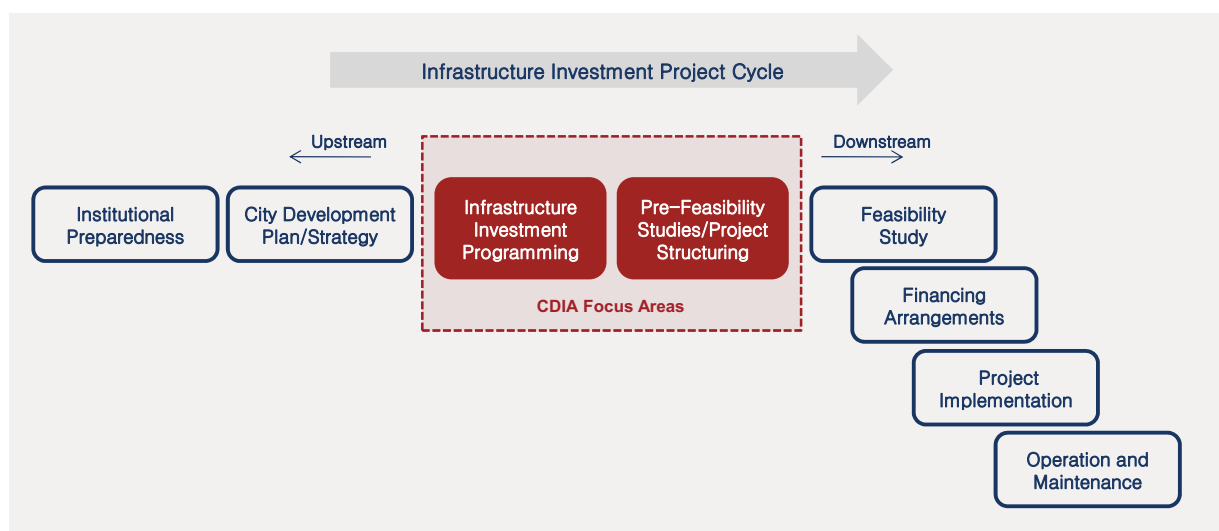 Infrastructure Investment Project Cycle
Upstream
Downstream
Institutional
Preparedness
City Development
Plan/Strategy
Infrastructure
Investment
Programming
Pre-Feasibility
Studies/Project
Structuring
CDIA Focus Areas
Feasibility
Study
Financing
Arrangements
Project
Implementation
Operation and
Maintenance